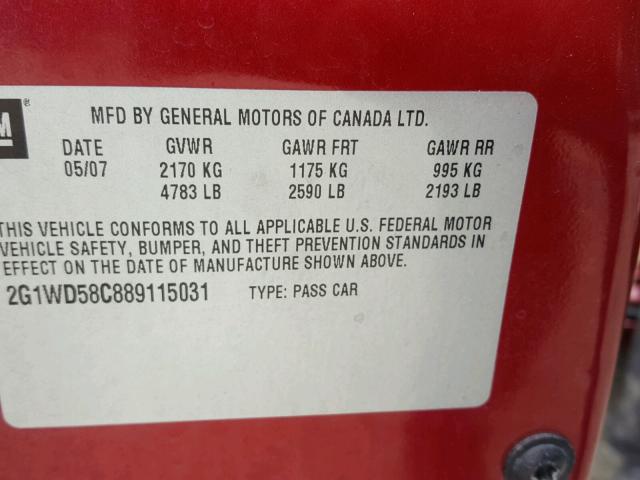 M®
MFD BY GENERAL MOTORS OF CANADA LTD.
DATE GVWR GAWR FRT GAWR RR
05/07 2170 KG 1175 KG 995 KG
4783 LB 2590 LB 2193 LB
THIS VEHICLE CONFORMS TO ALL APPLICABLE U.S. FEDERAL MOTOR
VEHICLE SAFETY, BUMPER, AND THEFT PREVENTION STANDARDS IN
EFFECT ON THE DATE OF MANUFACTURE SHOWN ABOVE.
2G1WD58C889115031 TYPE: PASS CAR